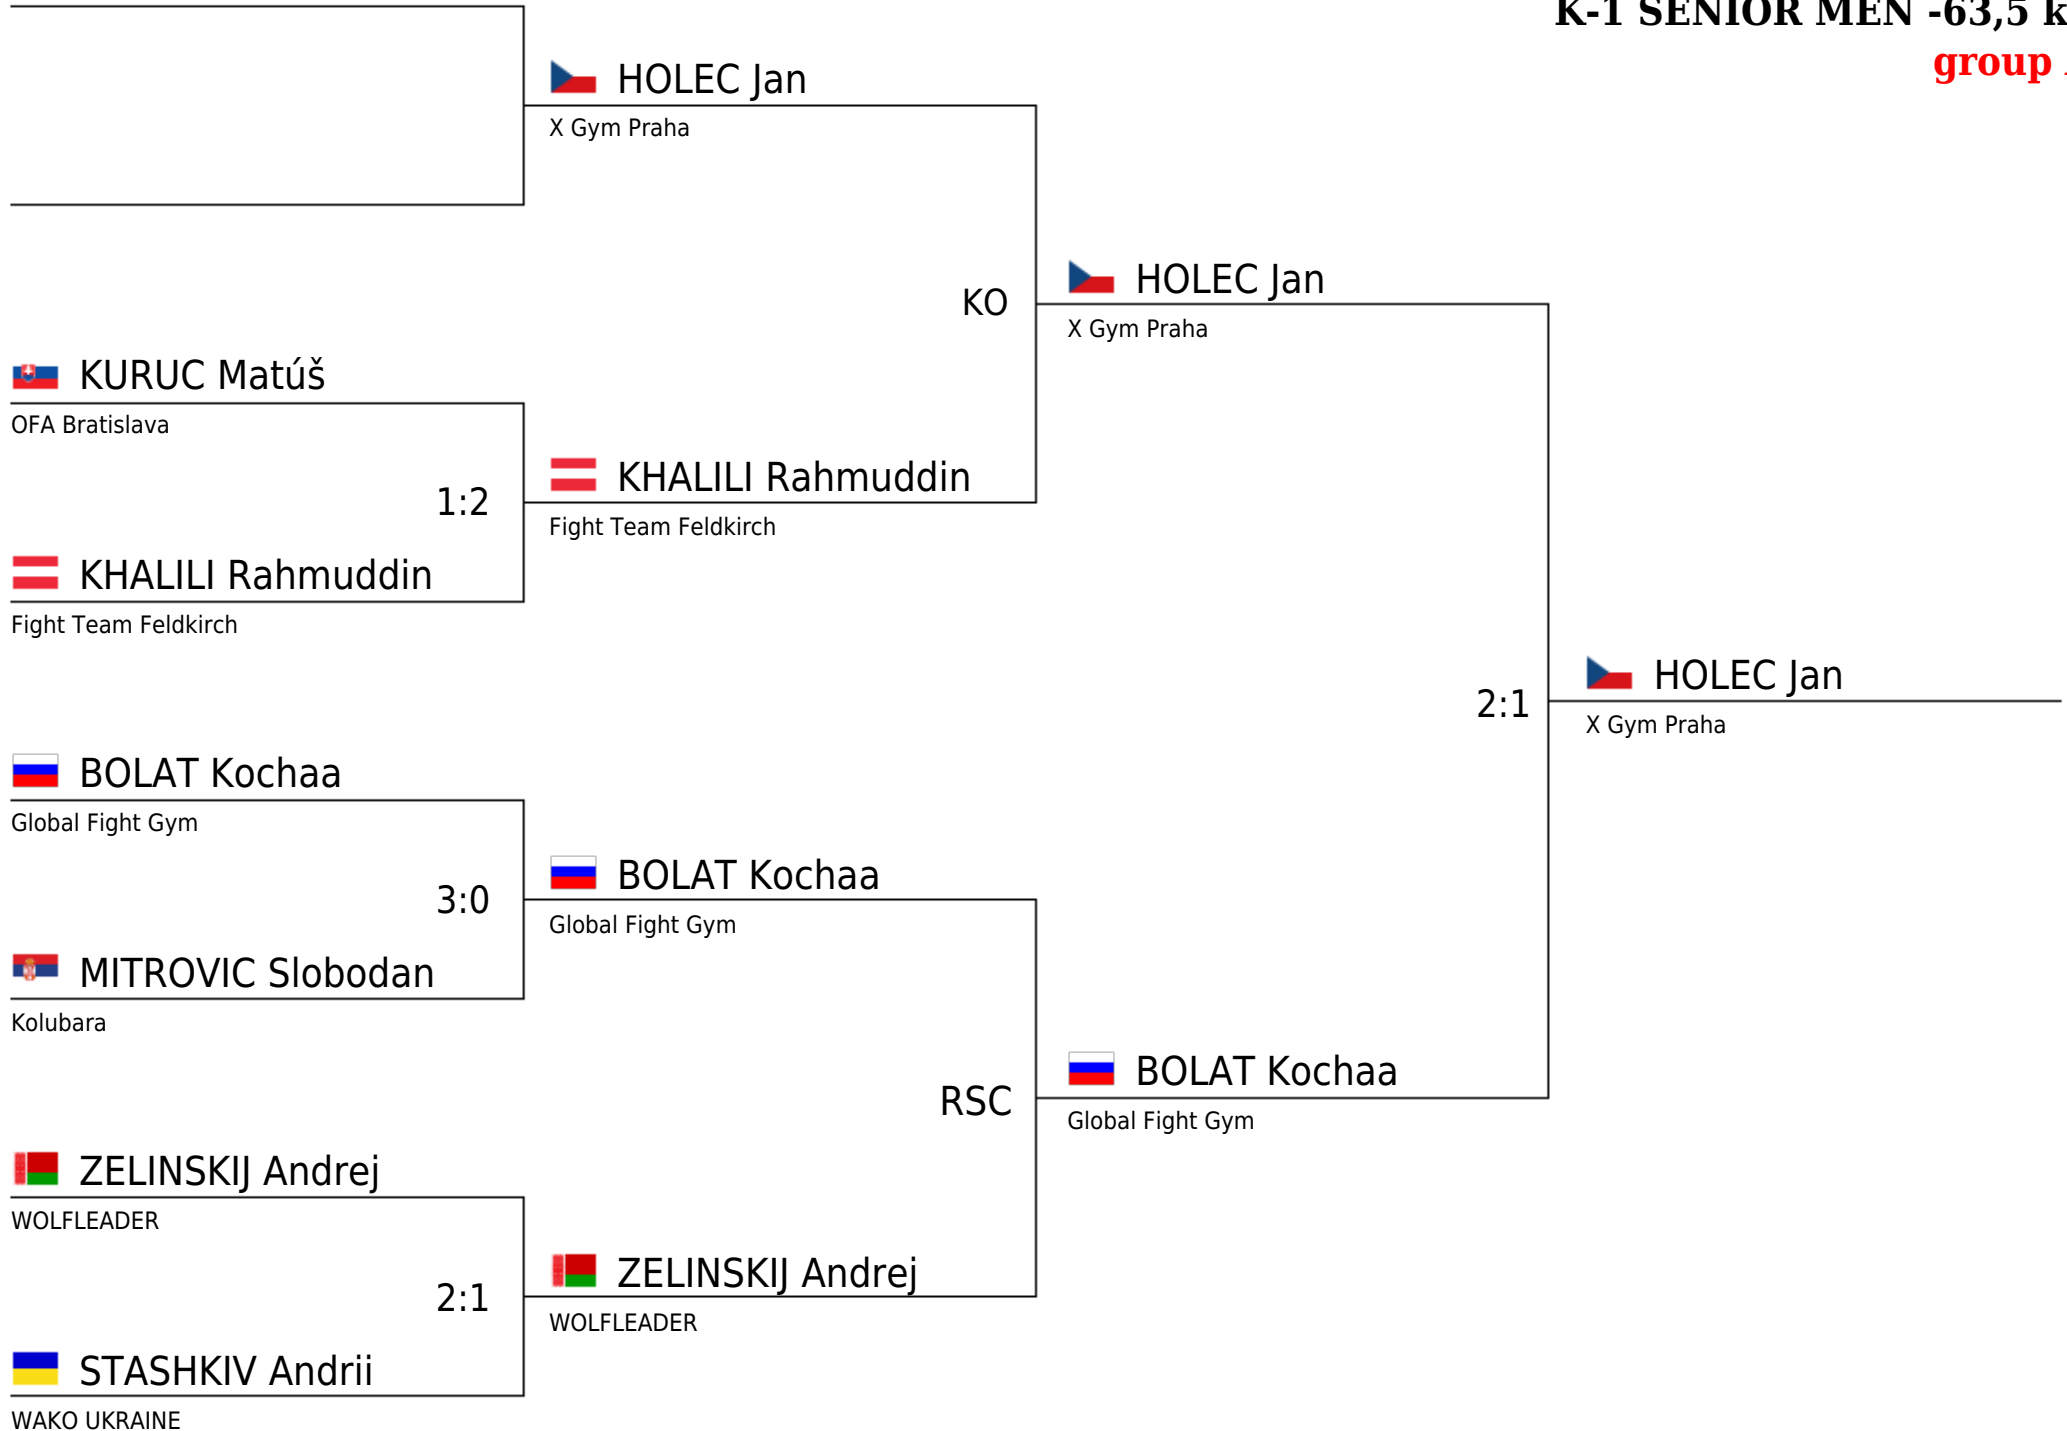 K-1 SENIOR MEN -63,5 k
group
HOLEC Jan
X Gym Praha
KO
HOLEC Jan
X Gym Praha
KURUC Matúš
OFA Bratislava
1:2
KHALILI Rahmuddin
Fight Team Feldkirch
KHALILI Rahmuddin
Fight Team Feldkirch
2:1
HOLEC Jan
X Gym Praha
BOLAT Kochaa
Global Fight Gym
3:0
BOLAT Kochaa
Global Fight Gym
MITROVIC Slobodan
Kolubara
RSC
BOLAT Kochaa
Global Fight Gym
ZELINSKIJ Andrej
WOLFLEADER
2:1
ZELINSKIJ Andrej
WOLFLEADER
STASHKIV Andrii
WAKO UKRAINE